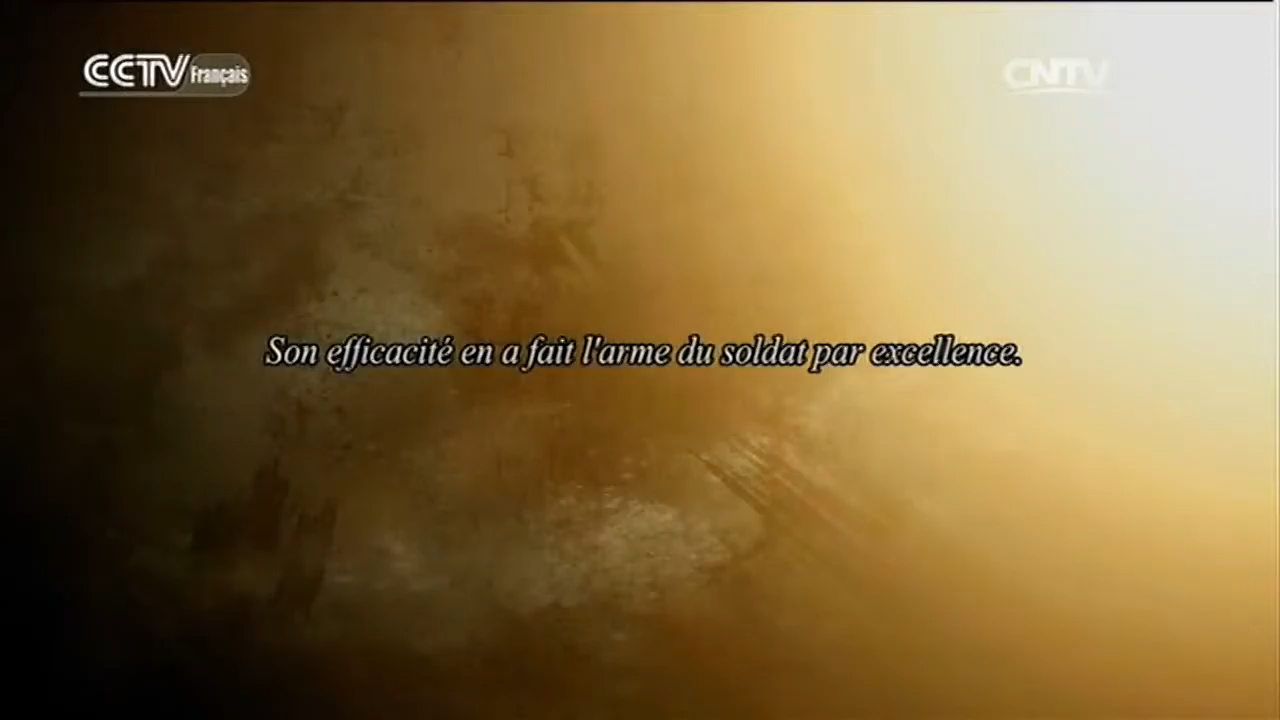 CCTV Français
CNTV
Son efficacité en a fait l'arme du soldat par excellence.